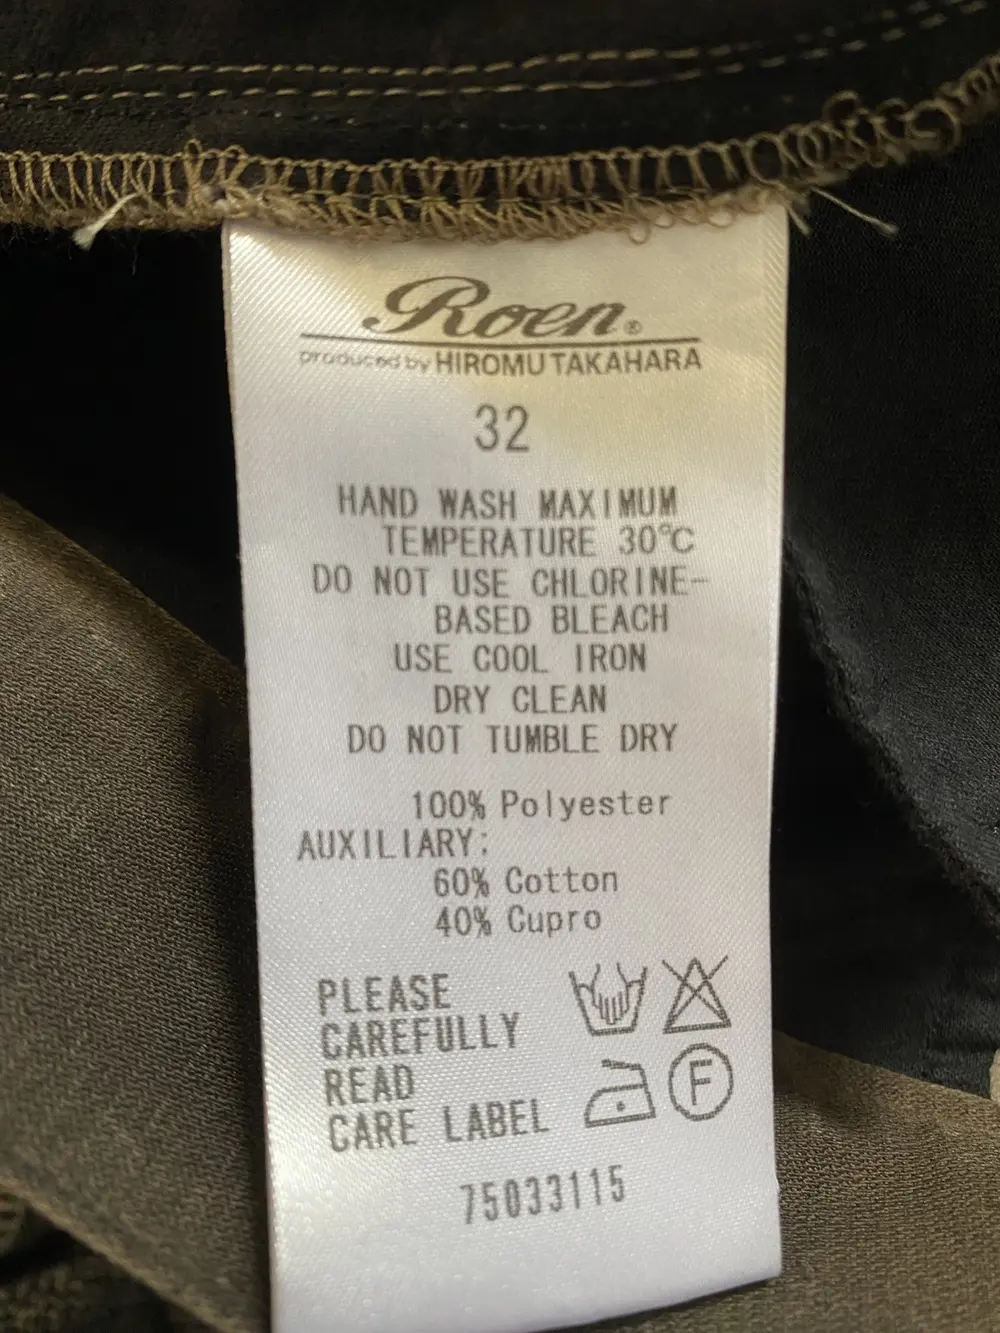 Roen®
produced by HIROMU TAKAHARA
32
HAND WASH MAXIMUM
TEMPERATURE 30℃
DO NOT USE CHLORINE-
BASED BLEACH
USE COOL IRON
DRY CLEAN
DO NOT TUMBLE DRY
100% Polyester
AUXILIARY:
60% Cotton
40% Cupro
PLEASE
CAREFULLY
READ
CARE LABEL
F
75033115